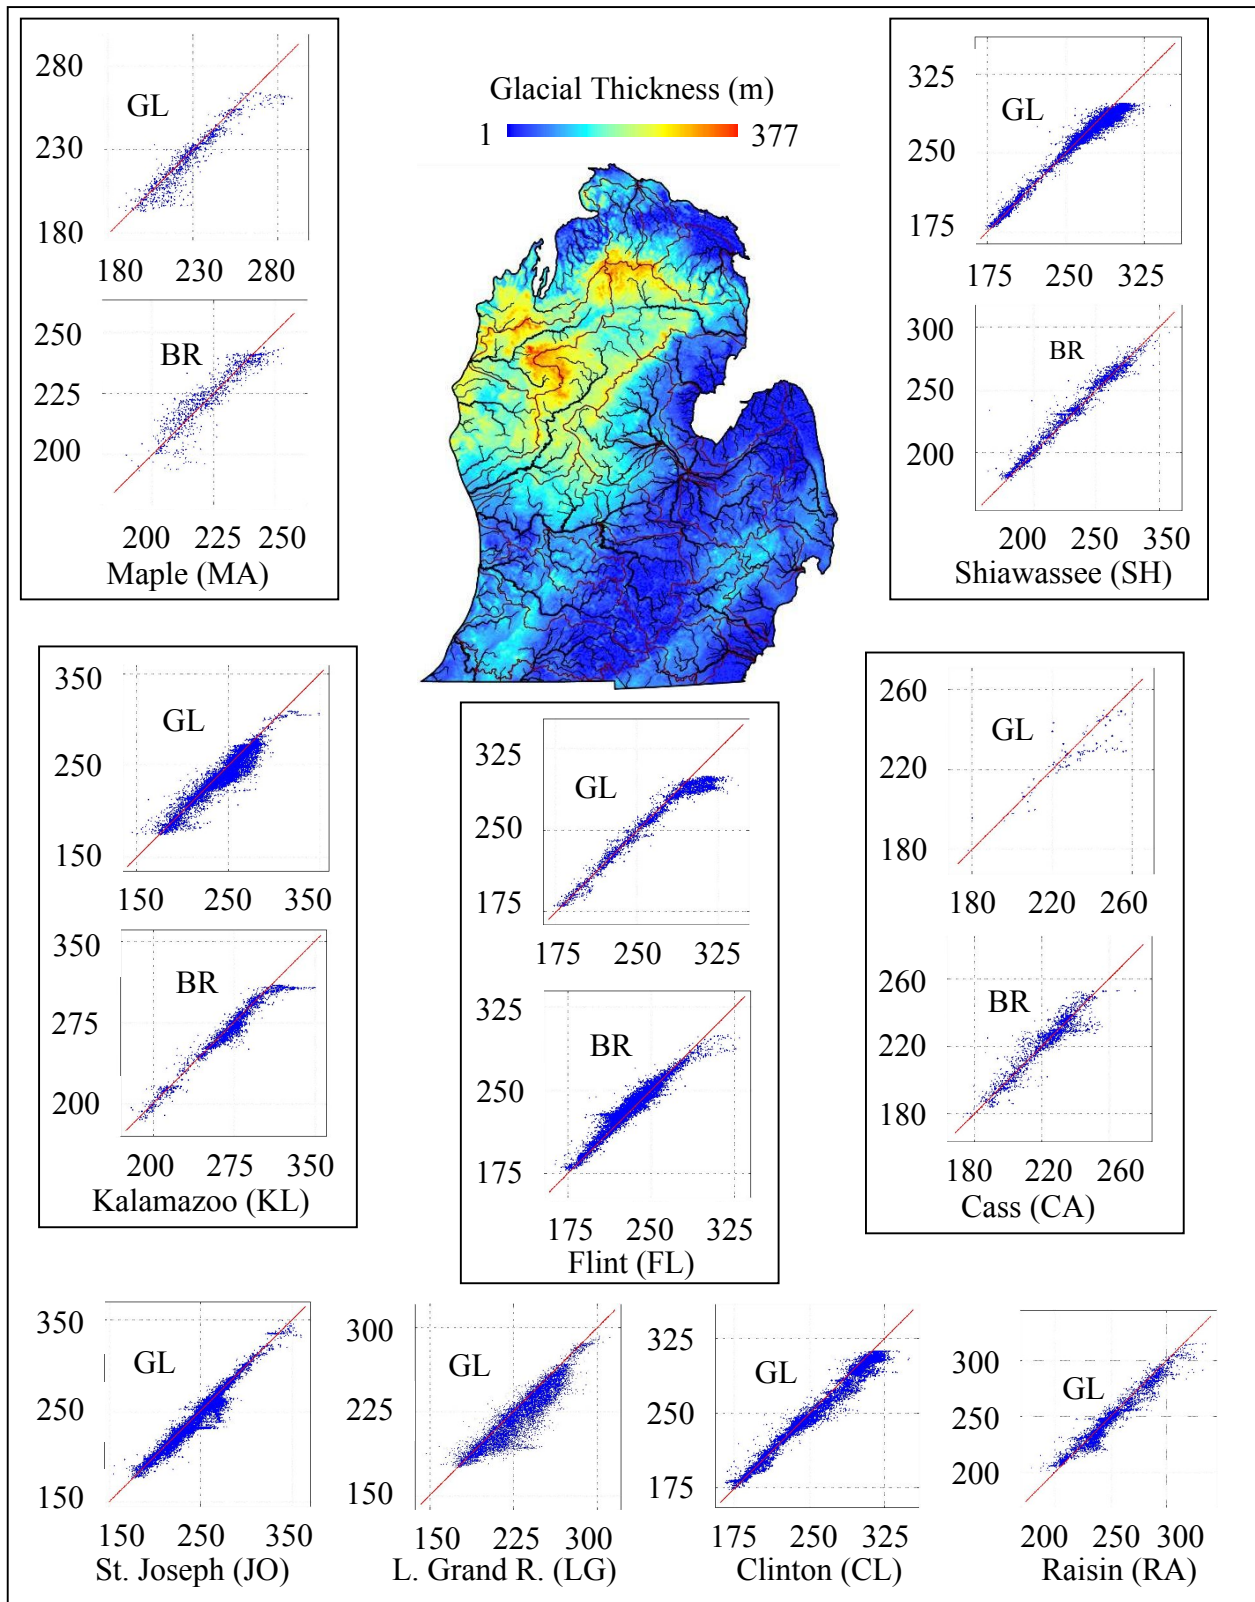 280
GL
230
180
180 230 280
250
BR
225
200
200 225 250
Maple (MA)
Glacial Thickness (m)
1 377
325
GL
250
175
175 250 325
300
BR
250
200
200 250 350
Shiawassee (SH)
350
GL
250
150
150 250 350
350
BR
275
200
200 275 350
Kalamazoo (KL)
325
GL
250
175
175 250 325
325
BR
250
175
175 250 325
Flint (FL)
260
GL
220
180
180 220 260
260
BR
220
180
180 220 260
Cass (CA)
350
GL
250
150
150 250 350
St. Joseph (JO)
300
GL
225
150
150 225 300
L. Grand R. (LG)
325
GL
250
175
175 250 325
Clinton (CL)
300
GL
250
200
200 250 300
Raisin (RA)